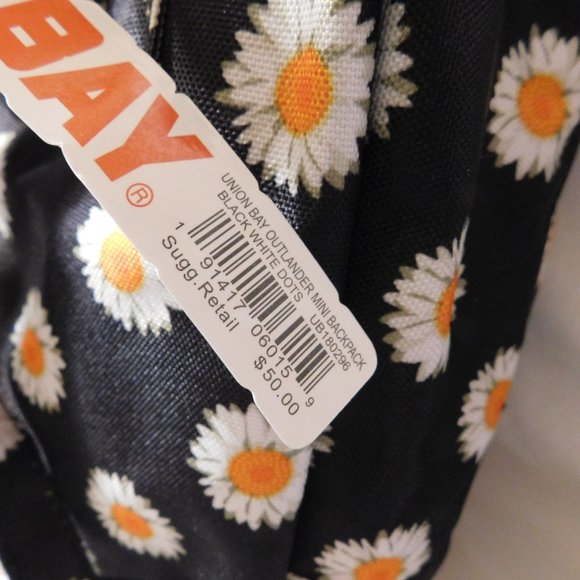 BAY®
UNION BAY OUTLANDER MINI BACKPACK
BLACK WHITE DOTS UB180296
1 91417 06015 9
Sugg.Retail $50.00